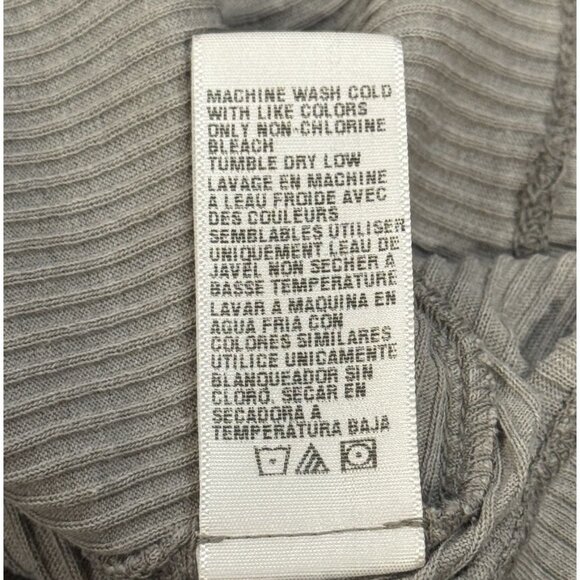 MACHINE WASH COLD
WITH LIKE COLORS
ONLY NON-CHLORINE
BLEACH
TUMBLE DRY LOW
LAVAGE EN MACHINE
A LEAU FROIDE AVEC
DES COULEURS
SEMBLABLES UTILISER
UNIQUEMENT LEAU DE
JAVEL NON SECHER A
BASSE TEMPERATURE
LAVAR A MAQUINA EN
AGUA FRIA CON
COLORES SIMILARES
UTILICE UNICAMENTE
BLANQUEADOR SIN
CLORO. SECAR EN
SECADORA A
TEMPERATURA BAJA